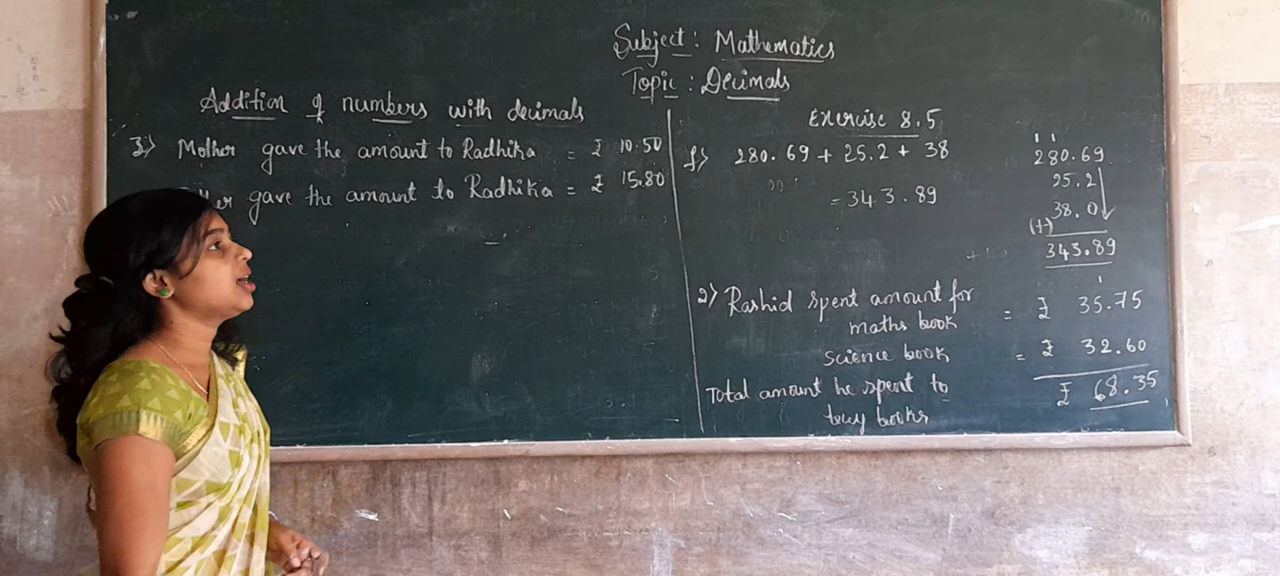 Subject: Mathematics
Topic: Decimals
Addition of numbers with decimals
3) Mother gave the amount to Radhika = ₹ 10.50
gave the amount to Radhika = ₹ 15.80
Exercise 8.5
1) 280.69 + 25.2 + 38
= 343.89
1 1
280.69
25.2
38.0
(+)
343.89
2) Rashid spent amount for
maths book = ₹ 35.75
1
science book = ₹ 32.60
Total amount he spent to
buy books ₹ 68.35